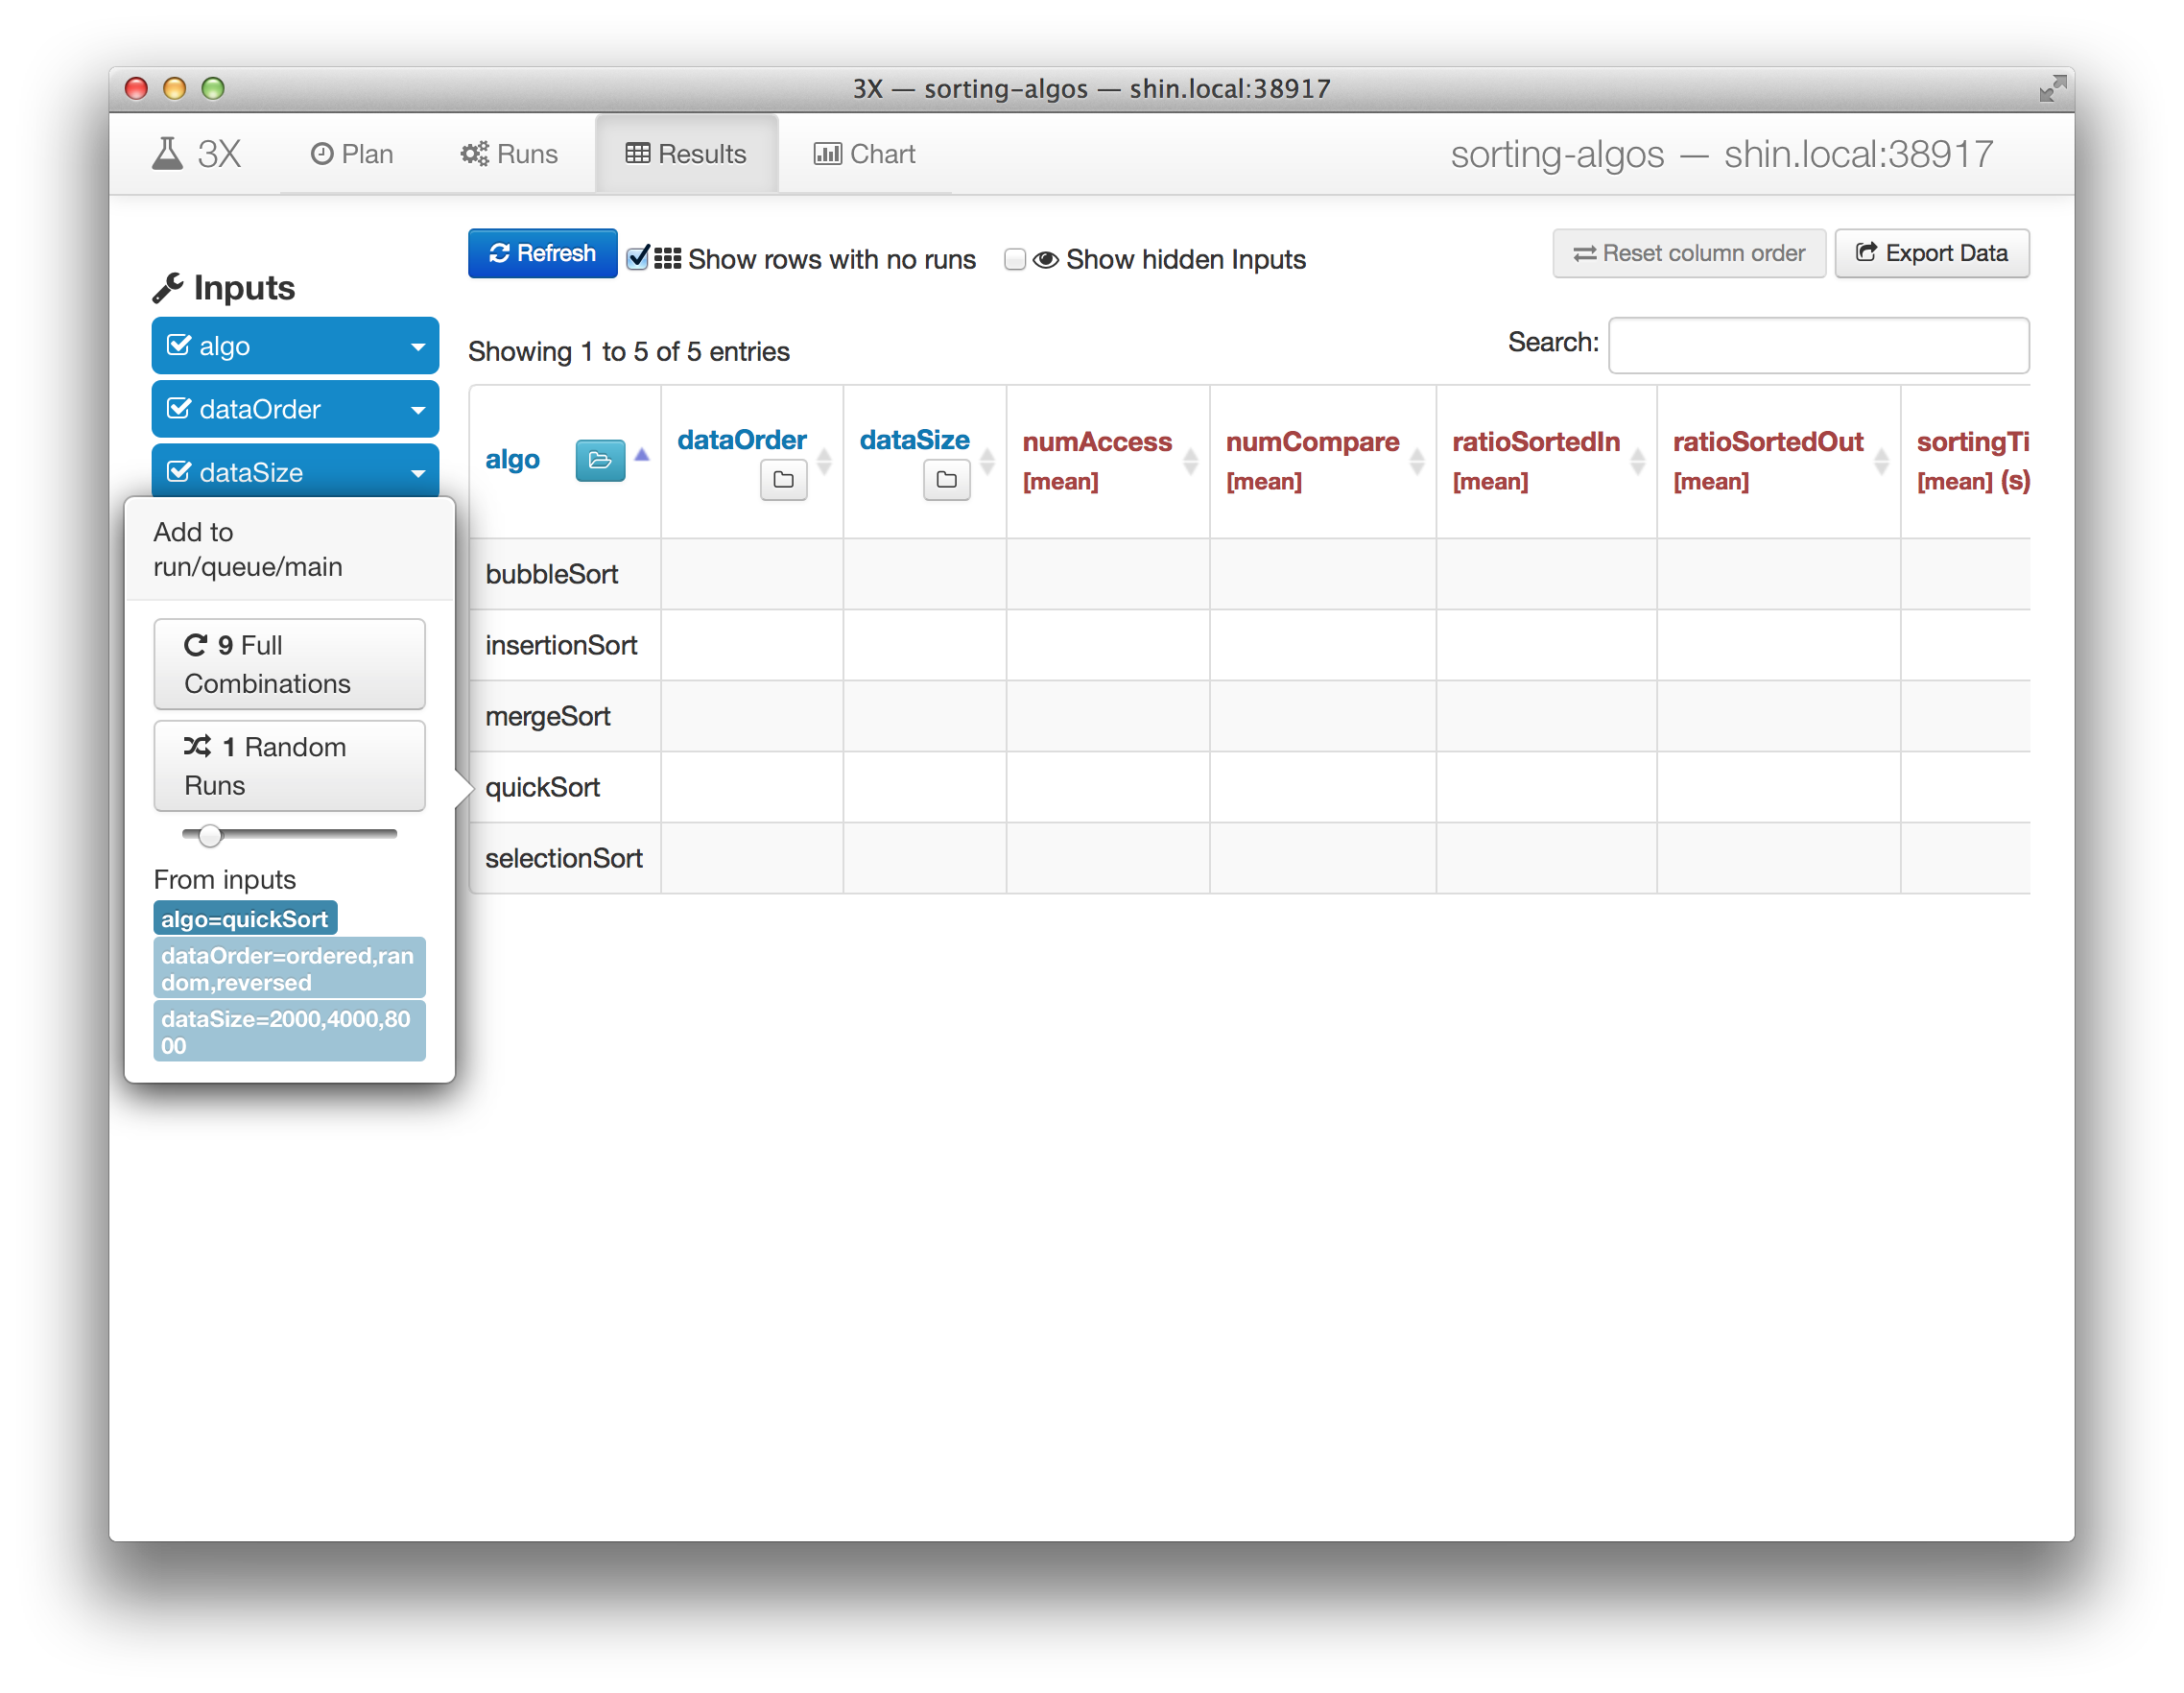 3X — sorting-algos — shin.local:38917
3X Plan Runs Results Chart sorting-algos — shin.local:38917
Refresh Show rows with no runs Show hidden Inputs Reset column order Export Data
Inputs
algo
dataOrder
dataSize
Showing 1 to 5 of 5 entries Search:
algo dataOrder dataSize numAccess numCompare ratioSortedIn ratioSortedOut sortingTi
[mean] [mean] [mean] [mean] [mean] (s)
bubbleSort
insertionSort
mergeSort
quickSort
selectionSort
Add to
run/queue/main
9 Full
Combinations
1 Random
Runs
From inputs
algo=quickSort
dataOrder=ordered,ran
dom,reversed
dataSize=2000,4000,80
00